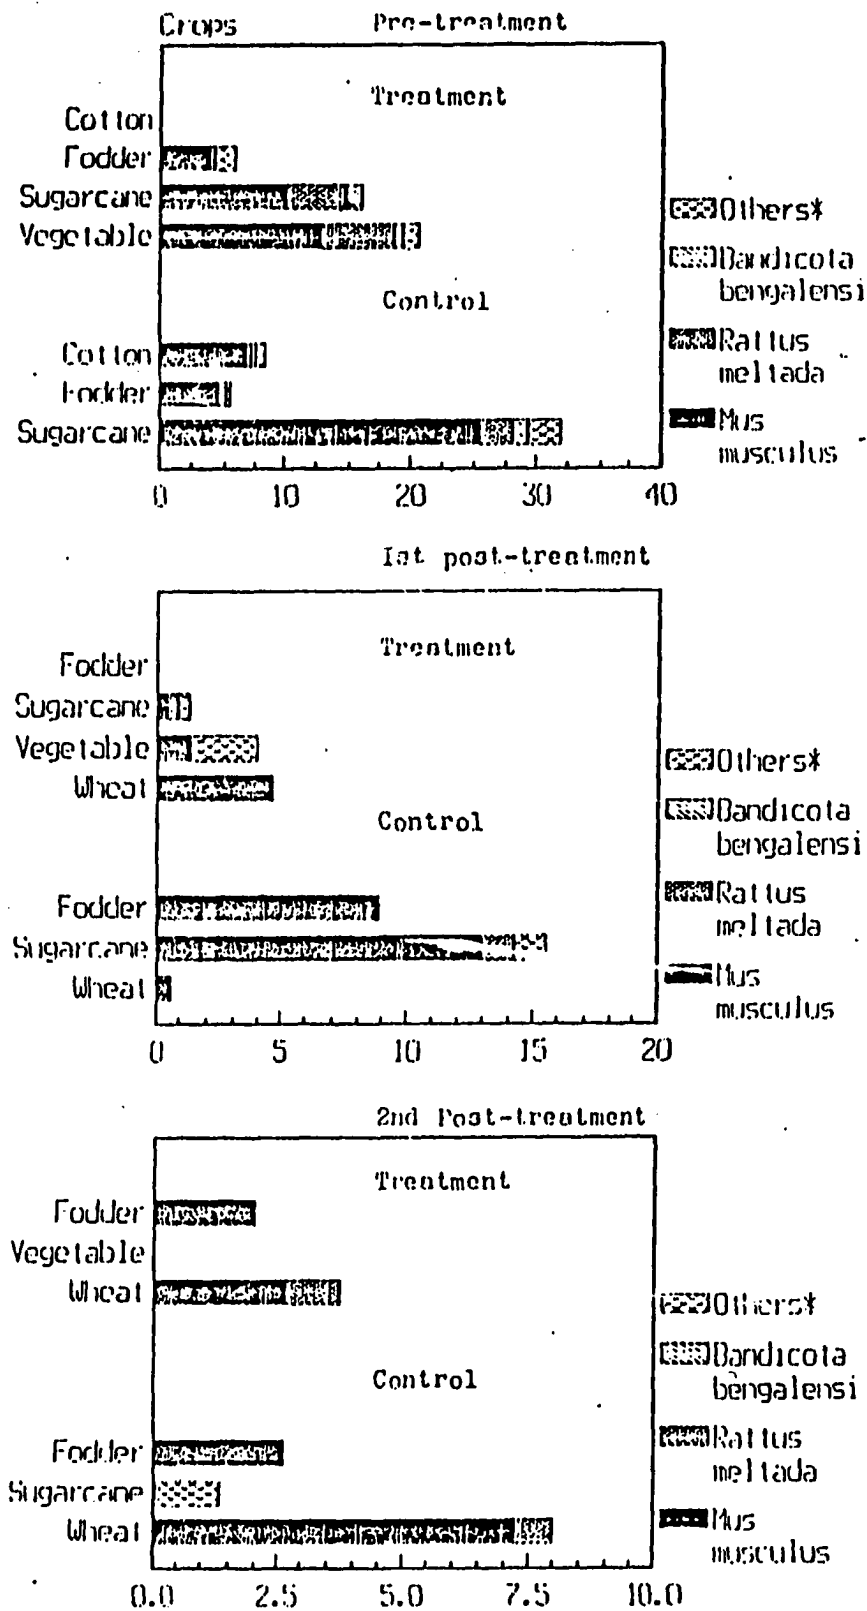 Crops Pre-treatment
Treatment
Cotton
Fodder
Sugarcane
Vegetable
Control
Cotton
Fodder
Sugarcane
0 10 20 30 40
Others*
Bandicota
bengalensi
Rattus
meltada
Mus
musculus
Ist post-treatment
Treatment
Fodder
Sugarcane
Vegetable
Wheat
Control
Fodder
Sugarcane
Wheat
0 5 10 15 20
Others*
Bandicota
bengalensi
Rattus
meltada
Mus
musculus
2nd Post-treatment
Treatment
Fodder
Vegetable
Wheat
Control
Fodder
Sugarcane
Wheat
0.0 2.5 5.0 7.5 10.0
Others*
Bandicota
bengalensi
Rattus
meltada
Mus
musculus